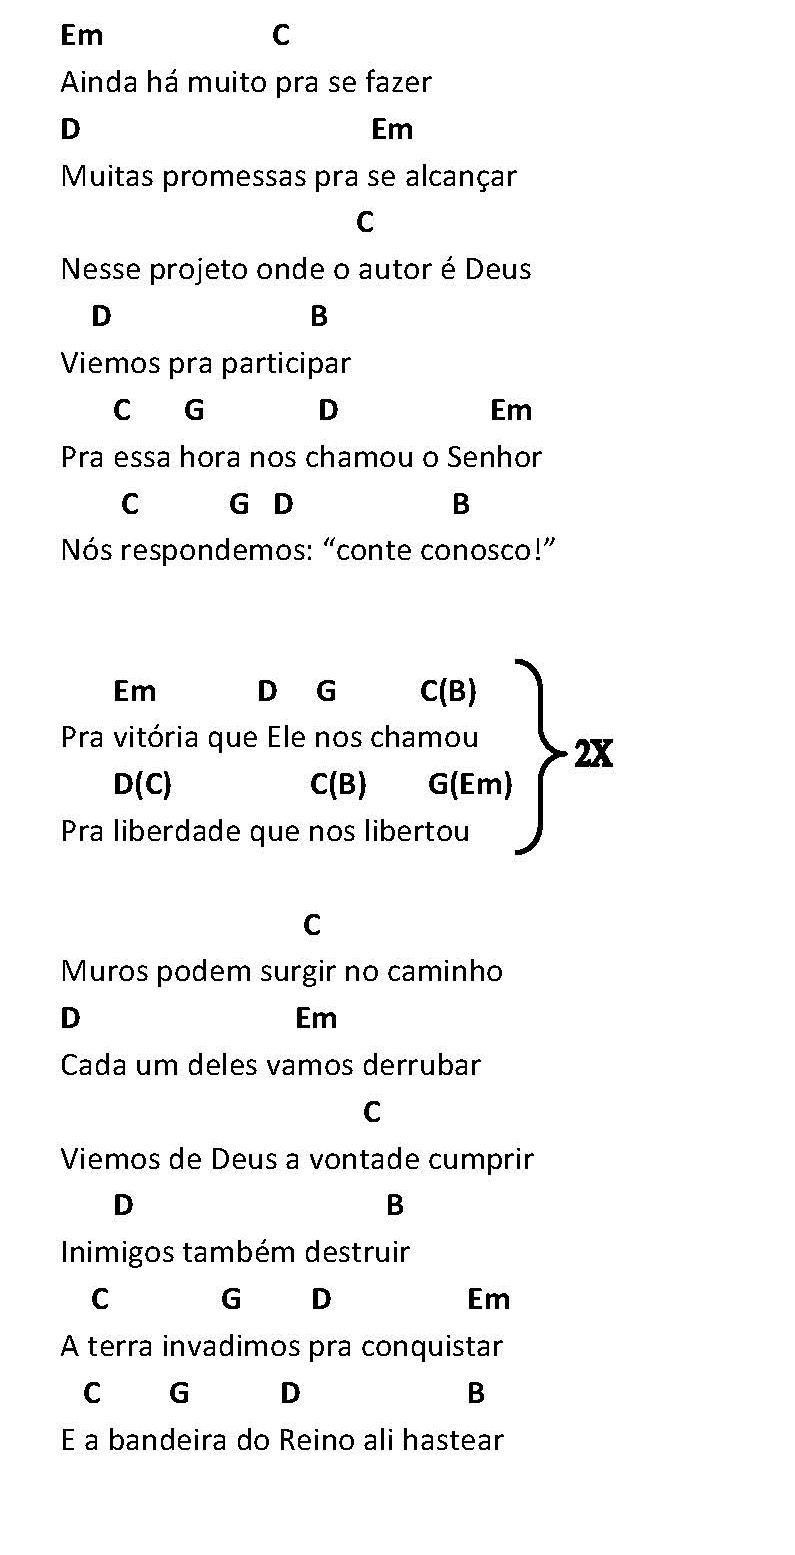 Em C
Ainda há muito pra se fazer
D Em
Muitas promessas pra se alcançar
C
Nesse projeto onde o autor é Deus
D B
Viemos pra participar
C G D Em
Pra essa hora nos chamou o Senhor
C G D B
Nós respondemos: “conte conosco!”
Em D G C(B)
Pra vitória que Ele nos chamou
2X
D(C) C(B) G(Em)
Pra liberdade que nos libertou
C
Muros podem surgir no caminho
D Em
Cada um deles vamos derrubar
C
Viemos de Deus a vontade cumprir
D B
Inimigos também destruir
C G D Em
A terra invadimos pra conquistar
C G D B
E a bandeira do Reino ali hastear